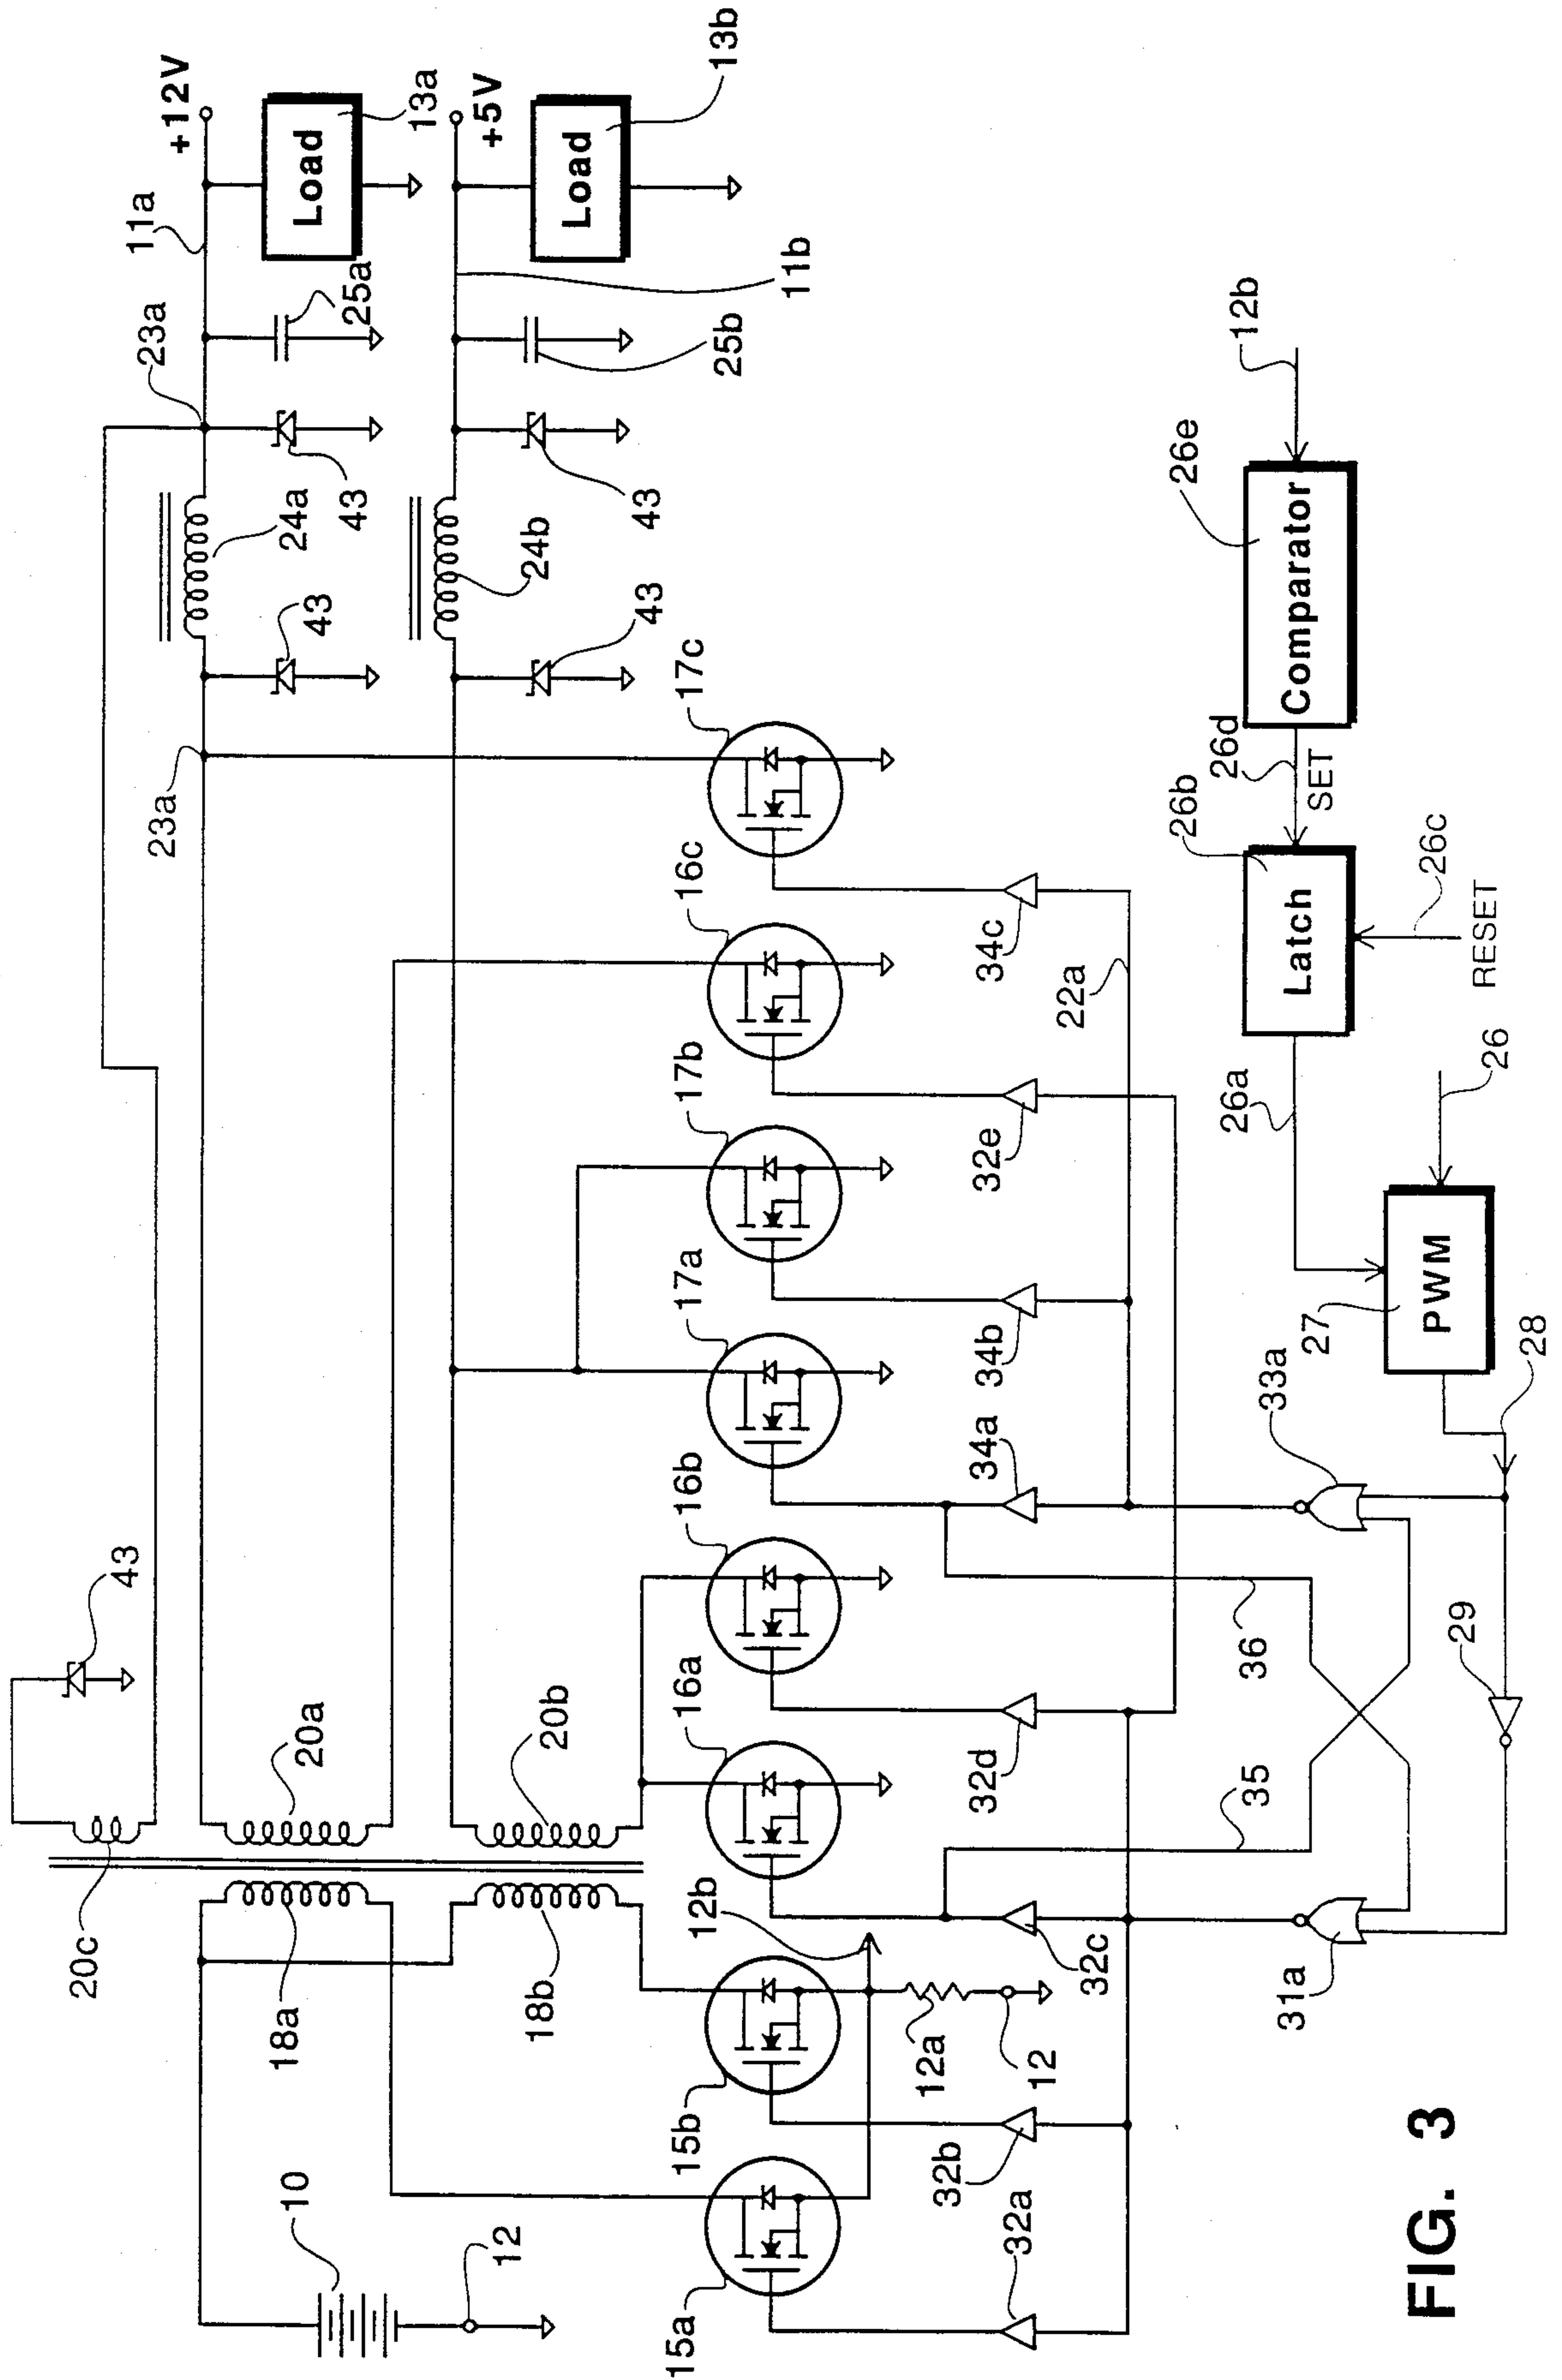 +12V
11a
23a
Load
13a
25a
43
24a
43
23a
+5V
Load
13b
11b
25b
43
24b
43
43
20a
20c
18a
20b
18b
10
12
17c
16c
17b
17a
16b
16a
12b
15b
15a
12a
12
34c
22a
32e
34b
34a
32d
32c
32b
32a
36
35
33a
31a
29
28
27
PWM
26
26a
Latch
26b
26c
RESET
26d
SET
Comparator
26e
12b
FIG. 3